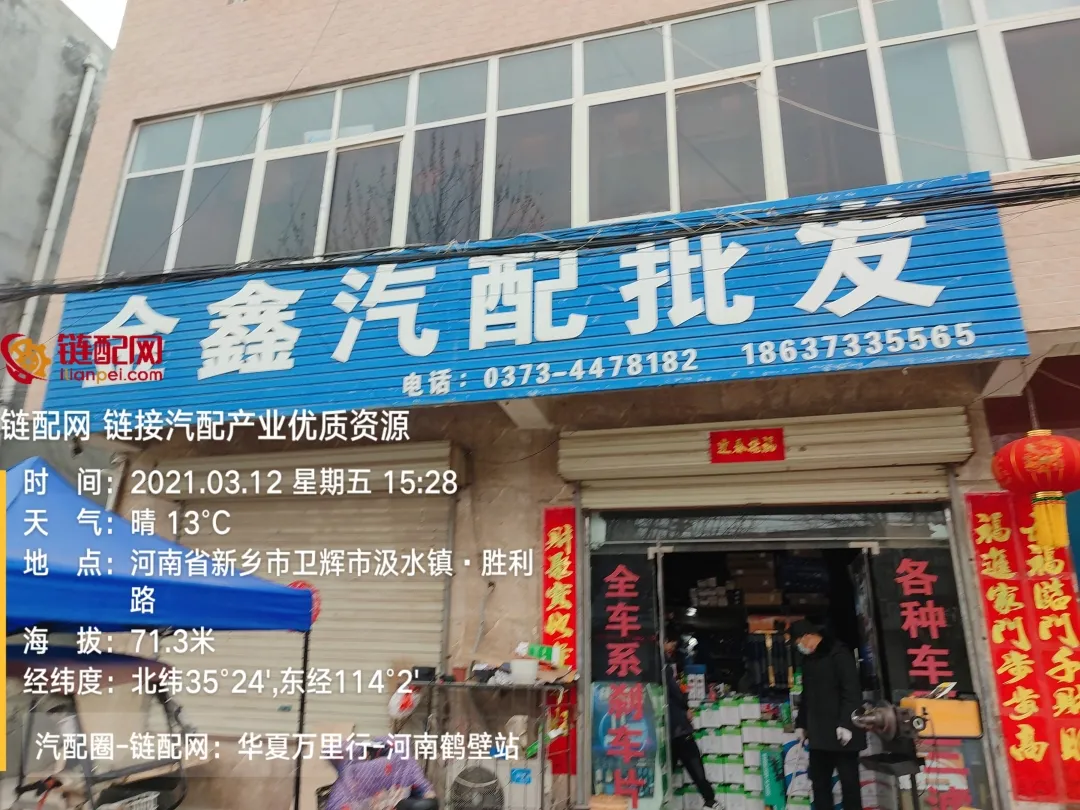 鑫汽配批发
电话：0373-4478182 18637335565
链配网
lianpei.com
链配网 链接汽配产业优质资源
时 间：2021.03.12 星期五 15:28
天 气：晴 13°C
地 点：河南省新乡市卫辉市汲水镇·胜利
路
海 拔：71.3米
经纬度：北纬35°24',东经114°2'
汽配圈-链配网：华夏万里行-河南鹤壁站
全车系刹车片
各种车
福进家门步步高
福临门